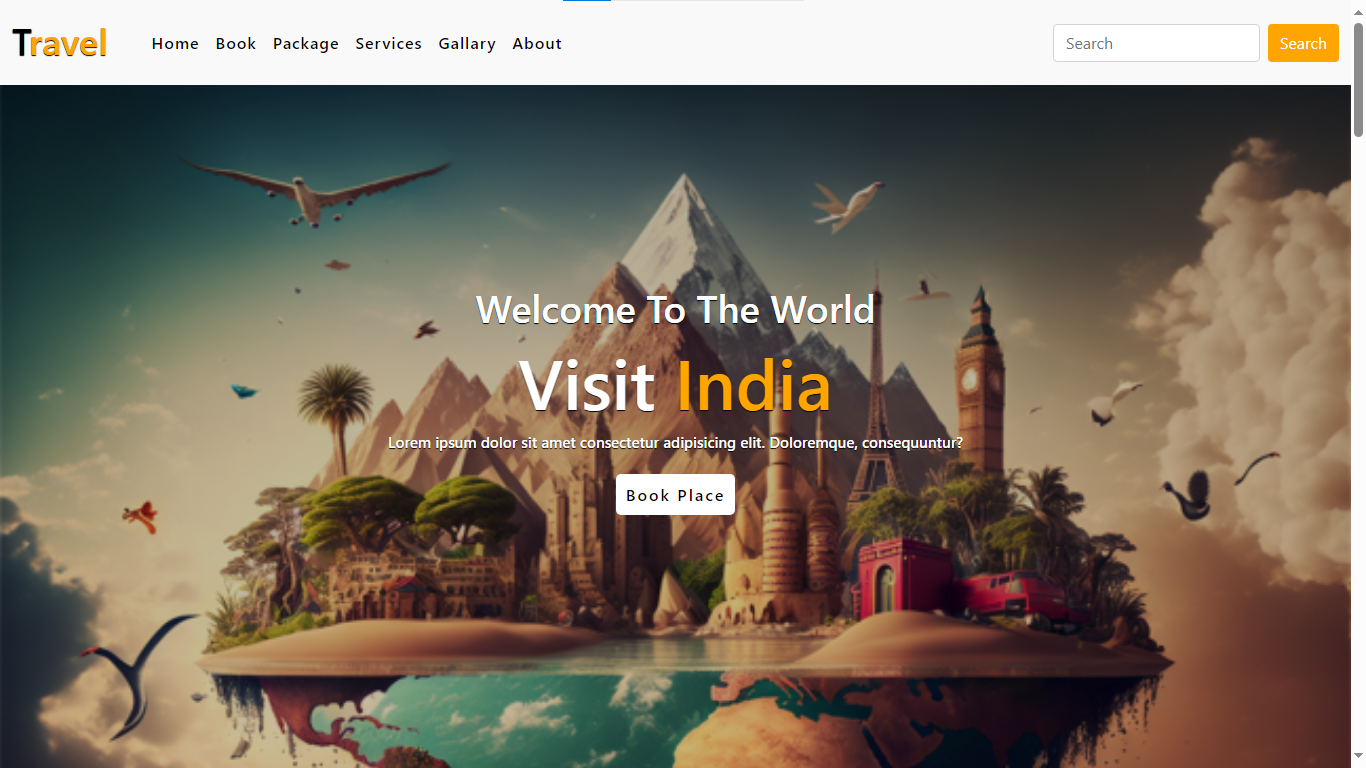 Travel
Home Book Package Services Gallary About
Search
Search
Welcome To The World
Visit India
Lorem ipsum dolor sit amet consectetur adipisicing elit. Doloremque, consequuntur?
Book Place